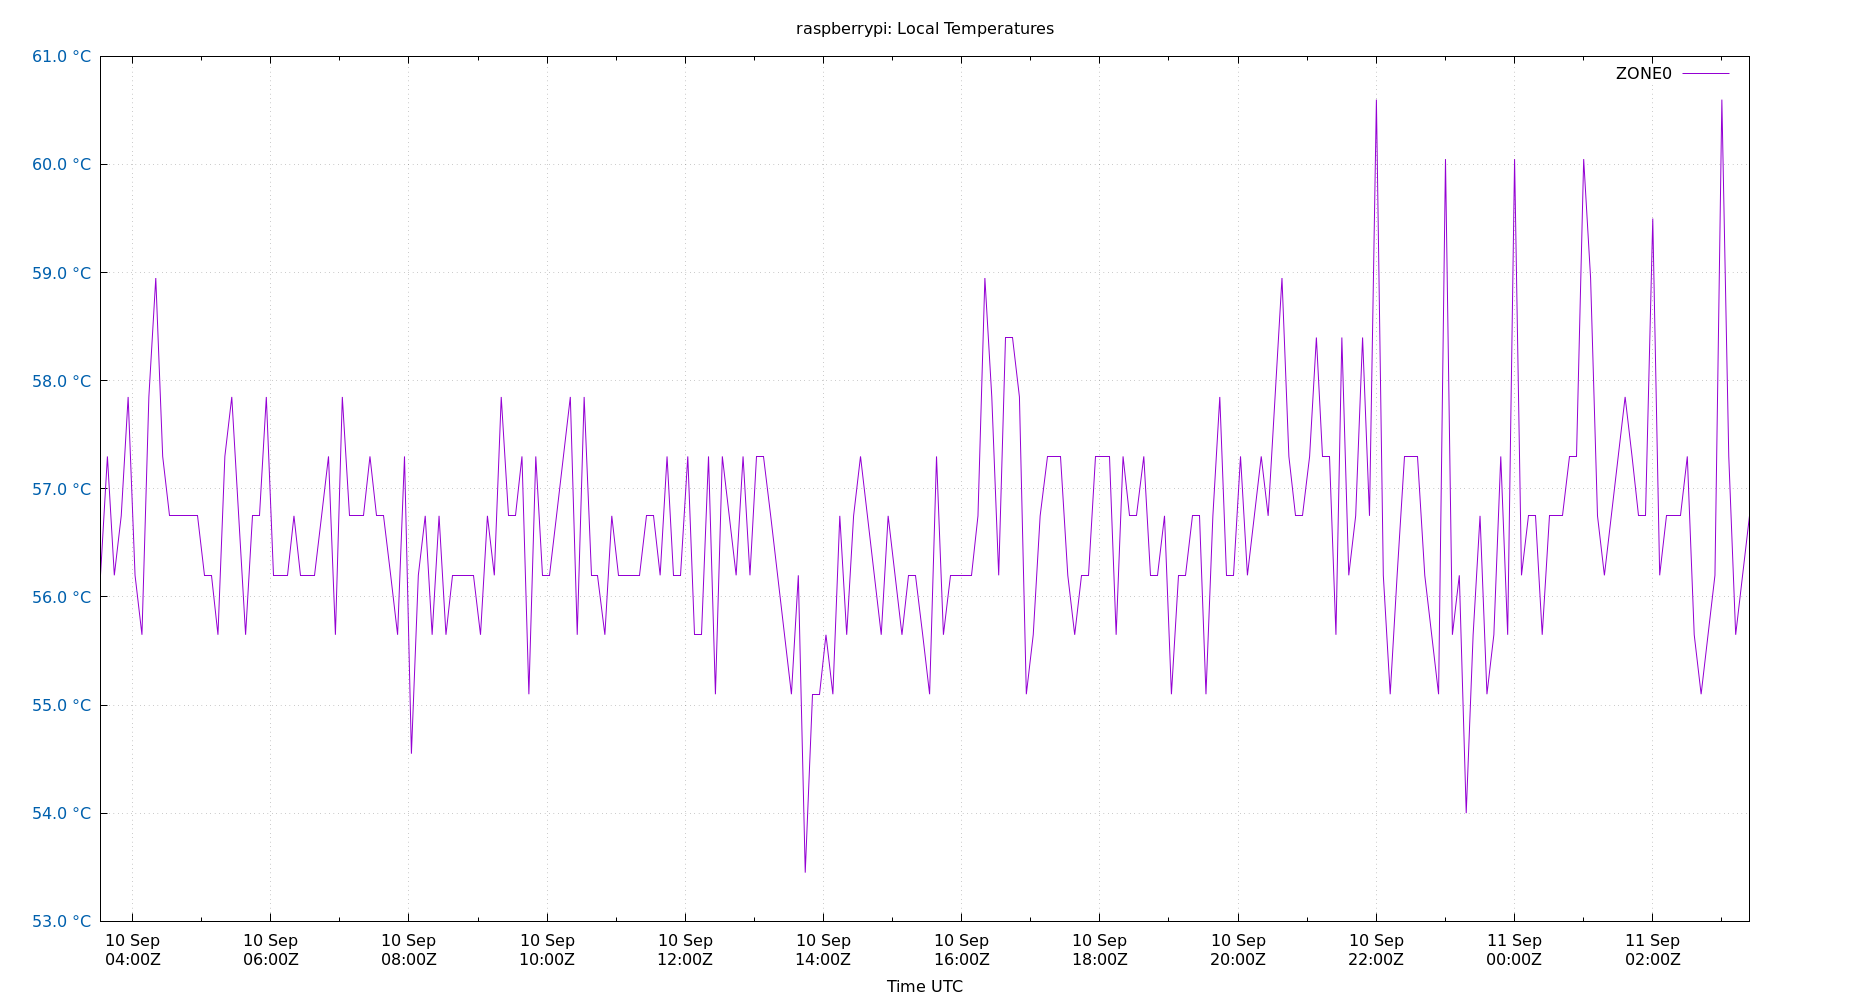 raspberrypi: Local Temperatures
61.0 °C
ZONE0
60.0 °C
59.0 °C
58.0 °C
57.0 °C
56.0 °C
55.0 °C
54.0 °C
53.0 °C
10 Sep 10 Sep 10 Sep 10 Sep 10 Sep 10 Sep 10 Sep 10 Sep 10 Sep 10 Sep 11 Sep 11 Sep
04:00Z 06:00Z 08:00Z 10:00Z 12:00Z 14:00Z 16:00Z 18:00Z 20:00Z 22:00Z 00:00Z 02:00Z
Time UTC